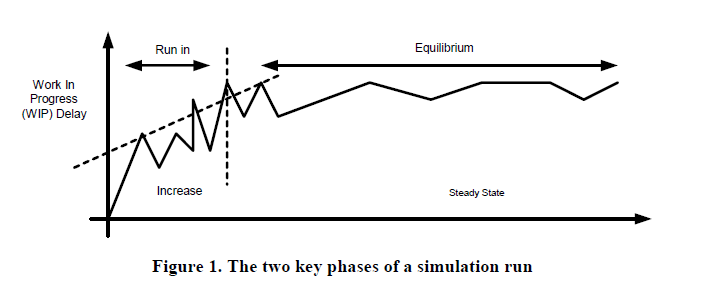 Run in
Equilibrium
Work In
Progress
(WIP) Delay
Increase
Steady State
Figure 1. The two key phases of a simulation run